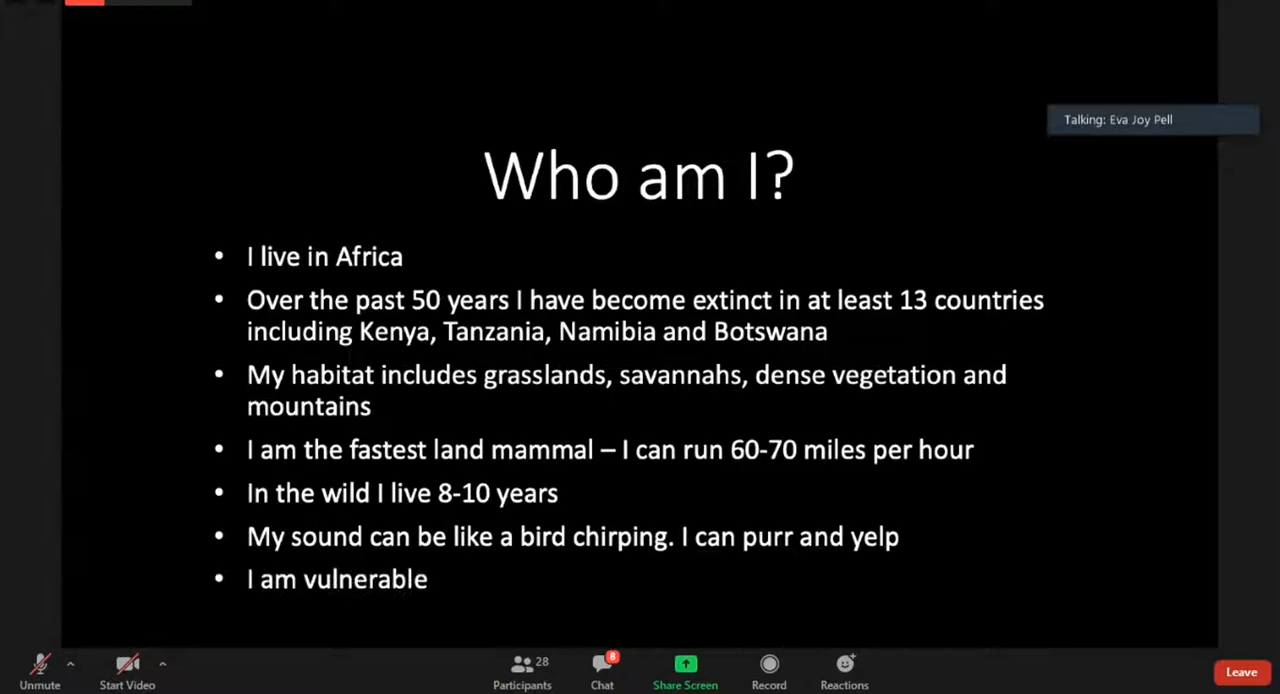 Talking: Eva Joy Pell
Who am I?
• I live in Africa
• Over the past 50 years I have become extinct in at least 13 countries
including Kenya, Tanzania, Namibia and Botswana
• My habitat includes grasslands, savannahs, dense vegetation and
mountains
• I am the fastest land mammal – I can run 60-70 miles per hour
• In the wild I live 8-10 years
• My sound can be like a bird chirping. I can purr and yelp
• I am vulnerable
28
8
Unmute
Start Video
Participants
Chat
Share Screen
Record
Reactions
Leave